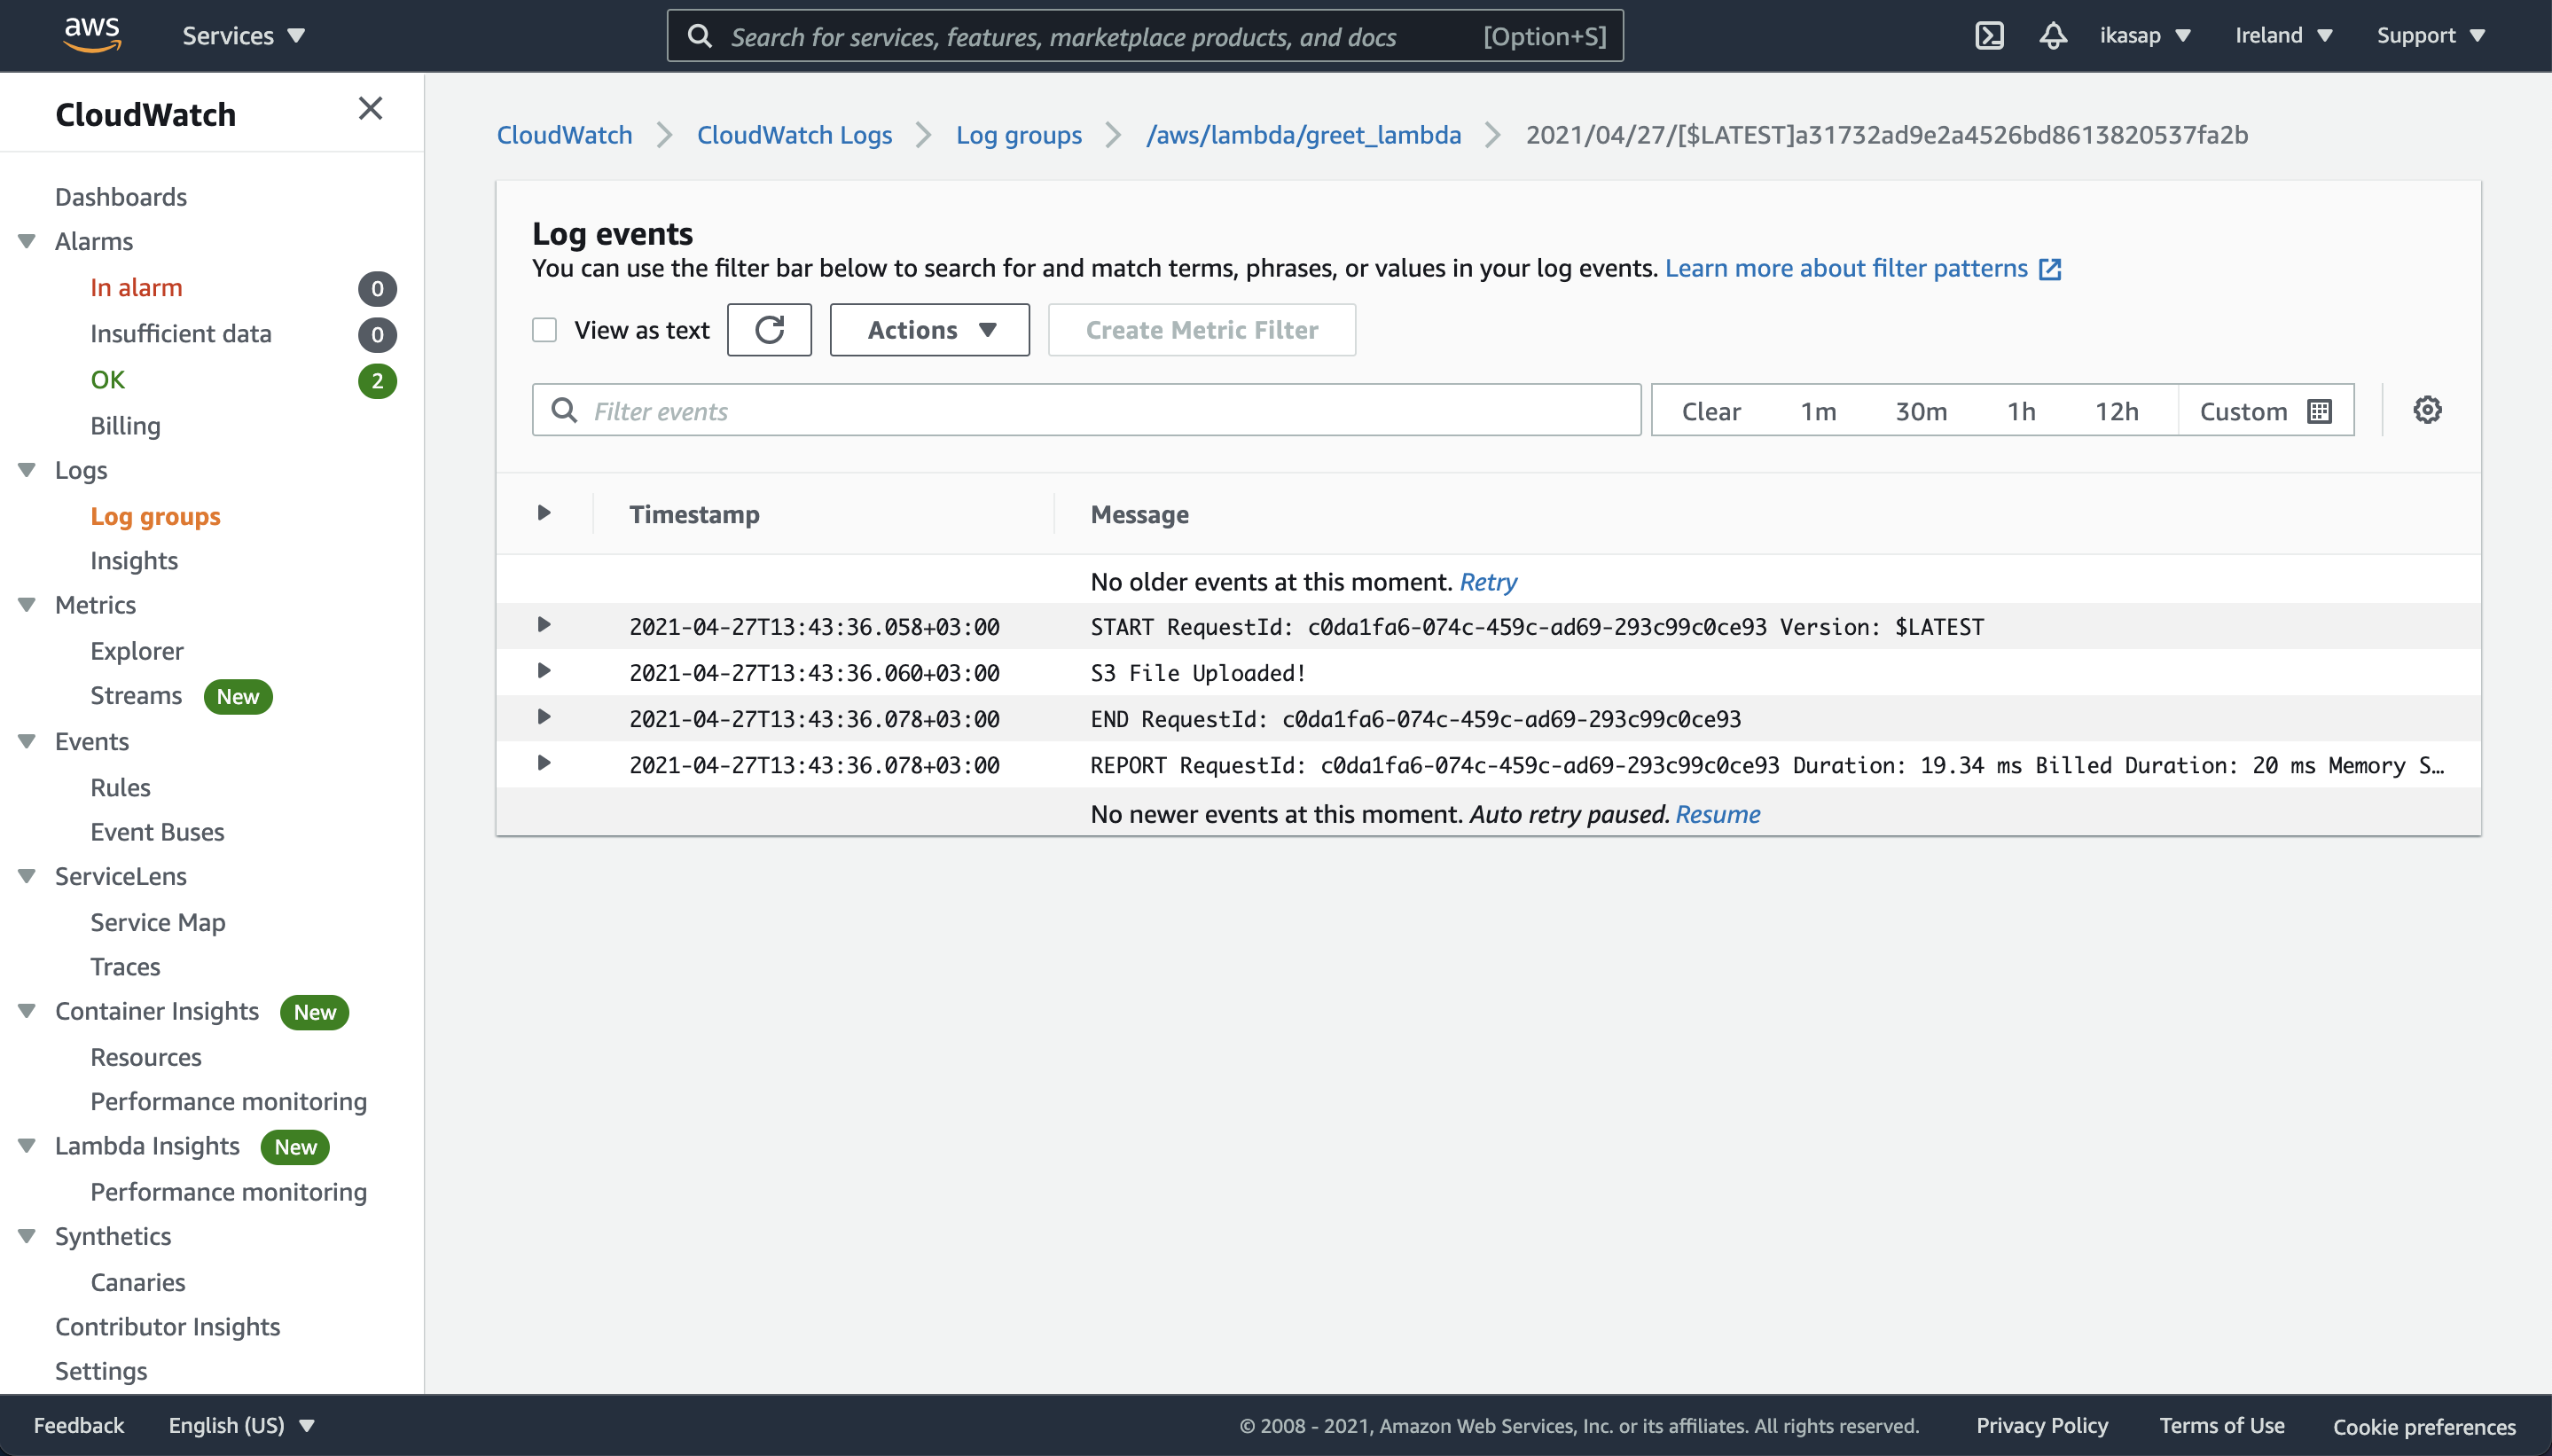 aws Services Search for services, features, marketplace products, and docs [Option+S] ikasap Ireland Support
CloudWatch
Dashboards
Alarms
In alarm 0
Insufficient data 0
OK 2
Billing
Logs
Log groups
Insights
Metrics
Explorer
Streams New
Events
Rules
Event Buses
ServiceLens
Service Map
Traces
Container Insights New
Resources
Performance monitoring
Lambda Insights New
Performance monitoring
Synthetics
Canaries
Contributor Insights
Settings
CloudWatch CloudWatch Logs Log groups /aws/lambda/greet_lambda 2021/04/27/[$LATEST]a31732ad9e2a4526bd8613820537fa2b
Log events
You can use the filter bar below to search for and match terms, phrases, or values in your log events. Learn more about filter patterns
View as text Actions Create Metric Filter
Filter events Clear 1m 30m 1h 12h Custom
Timestamp Message
No older events at this moment. Retry
2021-04-27T13:43:36.058+03:00 START RequestId: c0da1fa6-074c-459c-ad69-293c99c0ce93 Version: $LATEST
2021-04-27T13:43:36.060+03:00 S3 File Uploaded!
2021-04-27T13:43:36.078+03:00 END RequestId: c0da1fa6-074c-459c-ad69-293c99c0ce93
2021-04-27T13:43:36.078+03:00 REPORT RequestId: c0da1fa6-074c-459c-ad69-293c99c0ce93 Duration: 19.34 ms Billed Duration: 20 ms Memory S…
No newer events at this moment. Auto retry paused. Resume
Feedback English (US) © 2008 - 2021, Amazon Web Services, Inc. or its affiliates. All rights reserved. Privacy Policy Terms of Use Cookie preferences